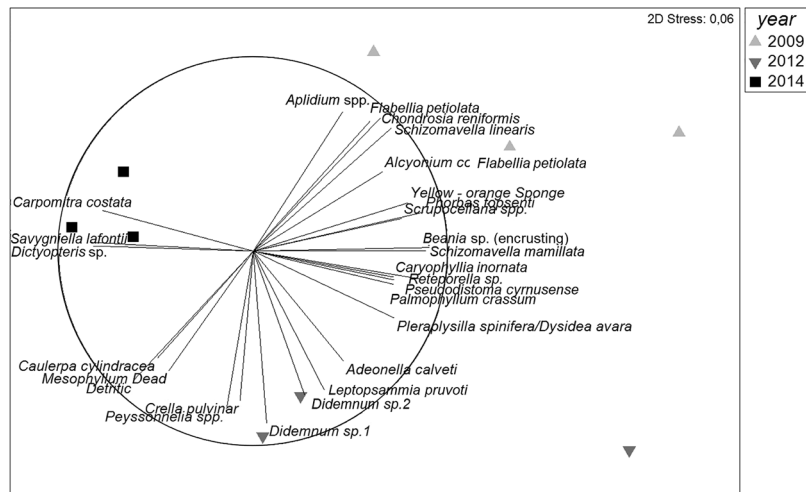 2D Stress: 0,06
year
2009
2012
2014
Aplidium spp.
Flabellia petiolata
Chondrosia reniformis
Schizomavella linearis
Alcyonium cc Flabellia petiolata
Yellow - orange Sponge
Phorbas topsenti
Scrupocellaria spp.
Carpomitra costata
Savygniella lafontii
Dictyopteris sp.
Beania sp. (encrusting)
Schizomavella mamillata
Caryophyllia inornata
Reteporella sp.
Pseudodistoma cyrnusense
Palmophyllum crassum
Pleraplysilla spinifera/Dysidea avara
Caulerpa cylindracea
Mesophyllum Dead
Detritic
Adeonella calveti
Leptopsammia pruvoti
Crella pulvinar
Didemnum sp.2
Peyssonnelia spp.
Didemnum sp.1